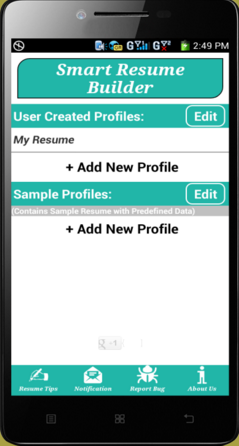 2:49 PM
Smart Resume
Builder
User Created Profiles: Edit
My Resume
+ Add New Profile
Sample Profiles: Edit
(Contains Sample Resume with Predefined Data)
+ Add New Profile
Resume Tips Notification Report Bug About Us